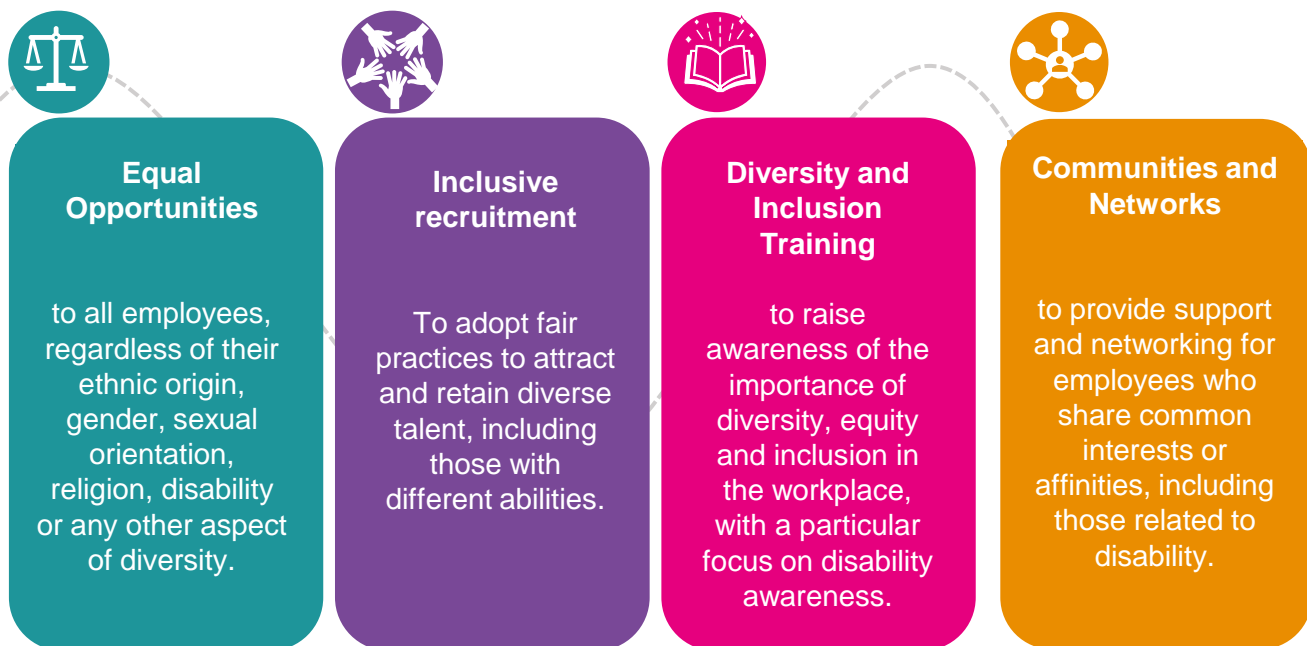 Equal
Opportunities
to all employees,
regardless of their
ethnic origin,
gender, sexual
orientation,
religion, disability
or any other aspect
of diversity.
Inclusive
recruitment
To adopt fair
practices to attract
and retain diverse
talent, including
those with
different abilities.
Diversity and
Inclusion
Training
to raise
awareness of the
importance of
diversity, equity
and inclusion in
the workplace,
with a particular
focus on disability
awareness.
Communities and
Networks
to provide support
and networking for
employees who
share common
interests or
affinities, including
those related to
disability.